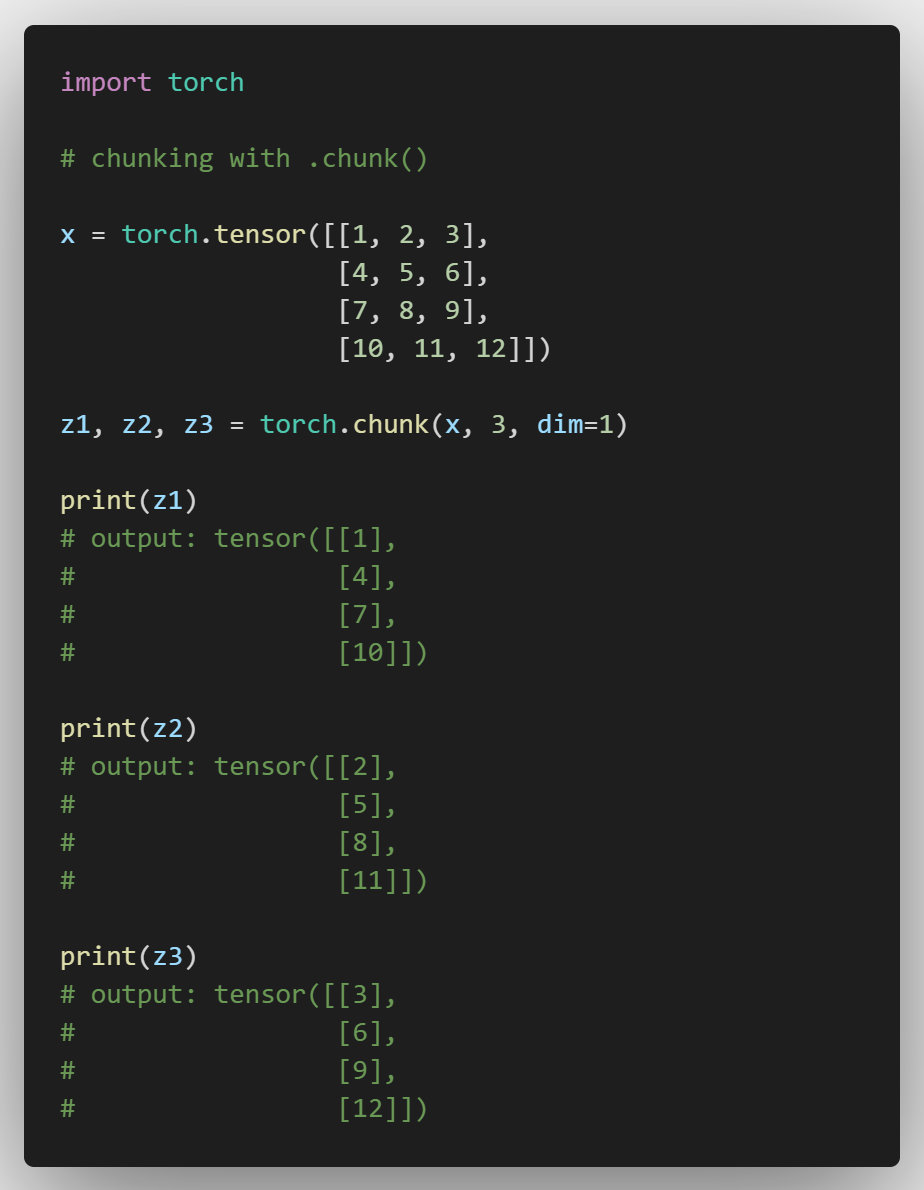 import torch

# chunking with .chunk()

x = torch.tensor([[1, 2, 3],
                  [4, 5, 6],
                  [7, 8, 9],
                  [10, 11, 12]])

z1, z2, z3 = torch.chunk(x, 3, dim=1)

print(z1)
# output: tensor([[1],
#                 [4],
#                 [7],
#                 [10]])

print(z2)
# output: tensor([[2],
#                 [5],
#                 [8],
#                 [11]])

print(z3)
# output: tensor([[3],
#                 [6],
#                 [9],
#                 [12]])